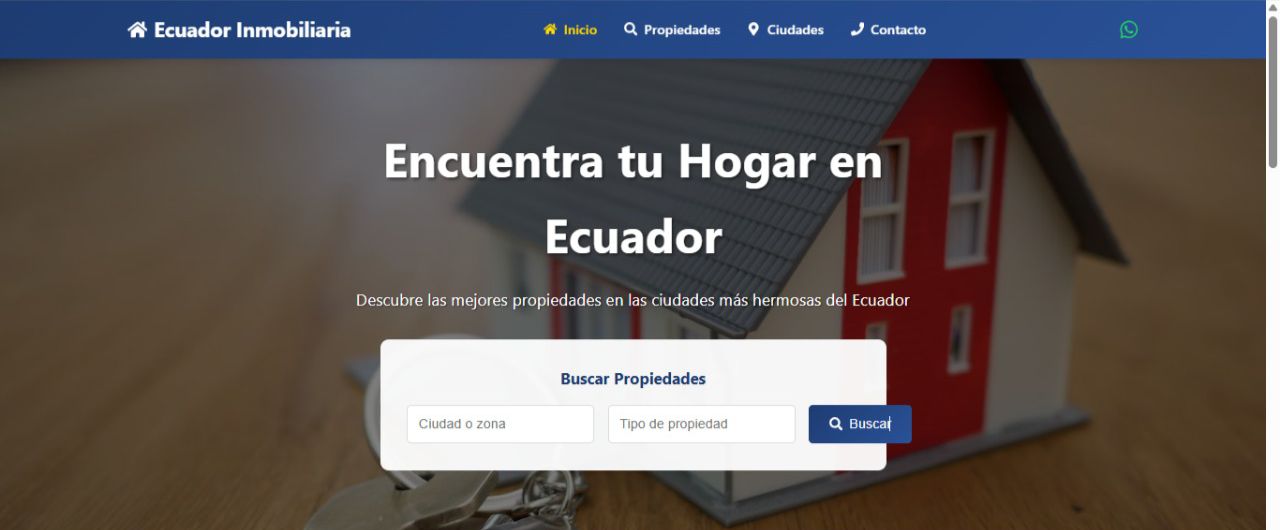 Ecuador Inmobiliaria
Inicio
Propiedades
Ciudades
Contacto
Encuentra tu Hogar en
Ecuador
Descubre las mejores propiedades en las ciudades más hermosas del Ecuador
Buscar Propiedades
Ciudad o zona
Tipo de propiedad
Buscar